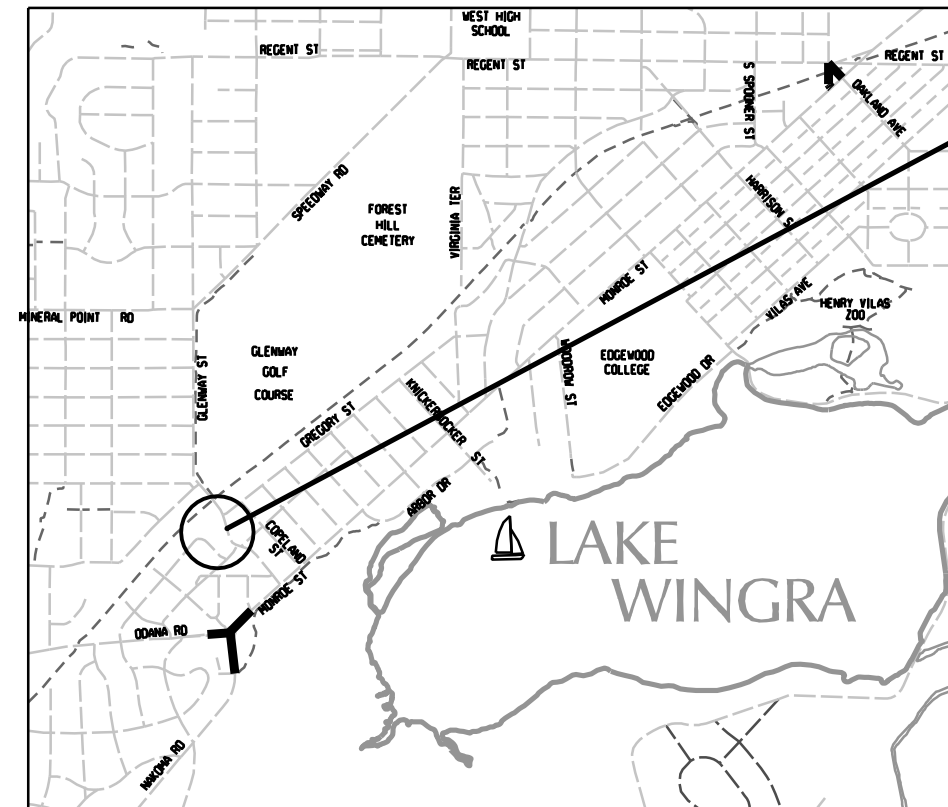 WEST HIGH
SCHOOL
REGENT ST
REGENT ST
REGENT ST
S SPOONER ST
OAKLAND AVE
SPEEDWAY RD
FOREST
HILL
CEMETERY
VIRGINIA TER
HARRISON S
MONROE ST
VILAS AVE
HENRY VILAS
ZOO
MINERAL POINT RD
GLENWAY ST
GLENWAY
GOLF
COURSE
GREGORY ST
KNICKERBOCKER ST
WOODROW ST
EDGEWOOD
COLLEGE
EDGEWOOD DR
ARBOR DR
COPELAND
ST
MONROE ST
ODANA RD
NAKOMA RD
LAKE
WINGRA